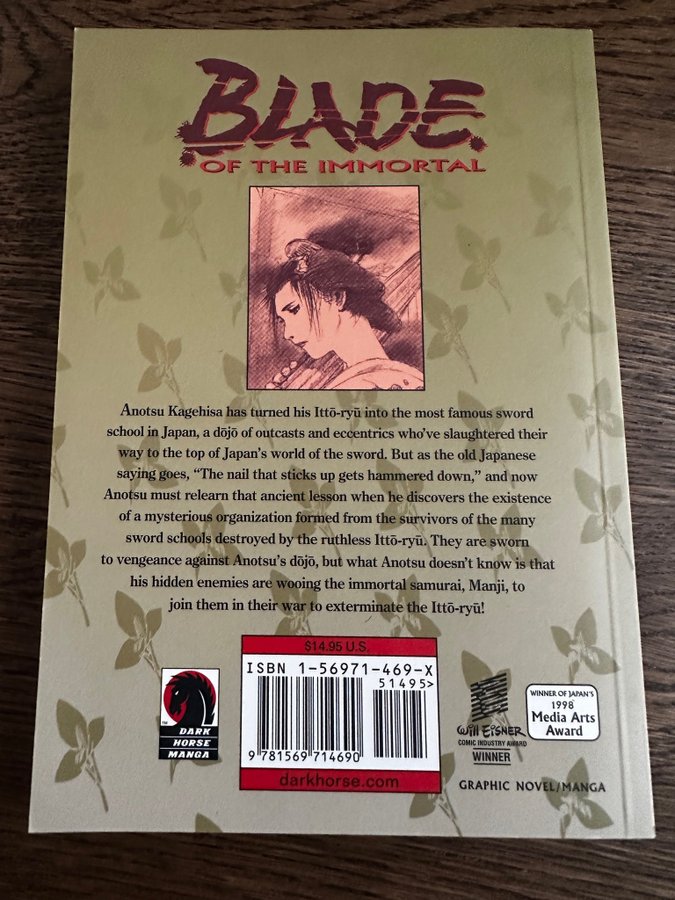 BLADE
OF THE IMMORTAL
Anotsu Kagehisa has turned his Ittō-ryū into the most famous sword
school in Japan, a dōjō of outcasts and eccentrics who've slaughtered their
way to the top of Japan's world of the sword. But as the old Japanese
saying goes, “The nail that sticks up gets hammered down,” and now
Anotsu must relearn that ancient lesson when he discovers the existence
of a mysterious organization formed from the survivors of the many
sword schools destroyed by the ruthless Ittō-ryū. They are sworn
to vengeance against Anotsu's dōjō, but what Anotsu doesn't know is that
his hidden enemies are wooing the immortal samurai, Manji, to
join them in their war to exterminate the Ittō-ryū!
$14.95 U.S.
ISBN 1-56971-469-X
51495>
9 781569 714690
darkhorse.com
TM
DARK
HORSE
MANGA
Will Eisner
COMIC INDUSTRY AWARD
WINNER
WINNER OF JAPAN'S
1998
Media Arts
Award
GRAPHIC NOVEL/MANGA